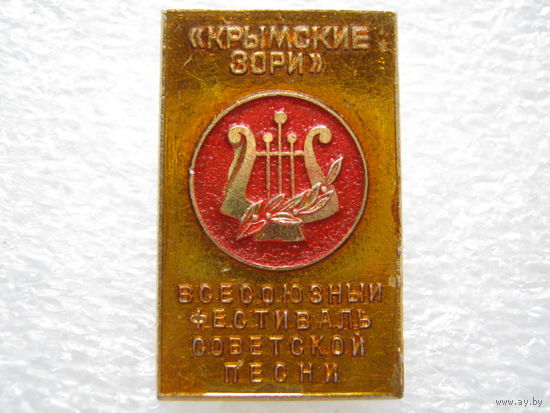 «КРЫМСКИЕ
ЗОРИ»
ВСЕСОЮЗНЫЙ
ФЕСТИВАЛЬ
СОВЕТСКОЙ
ПЕСНИ
www.ay.by